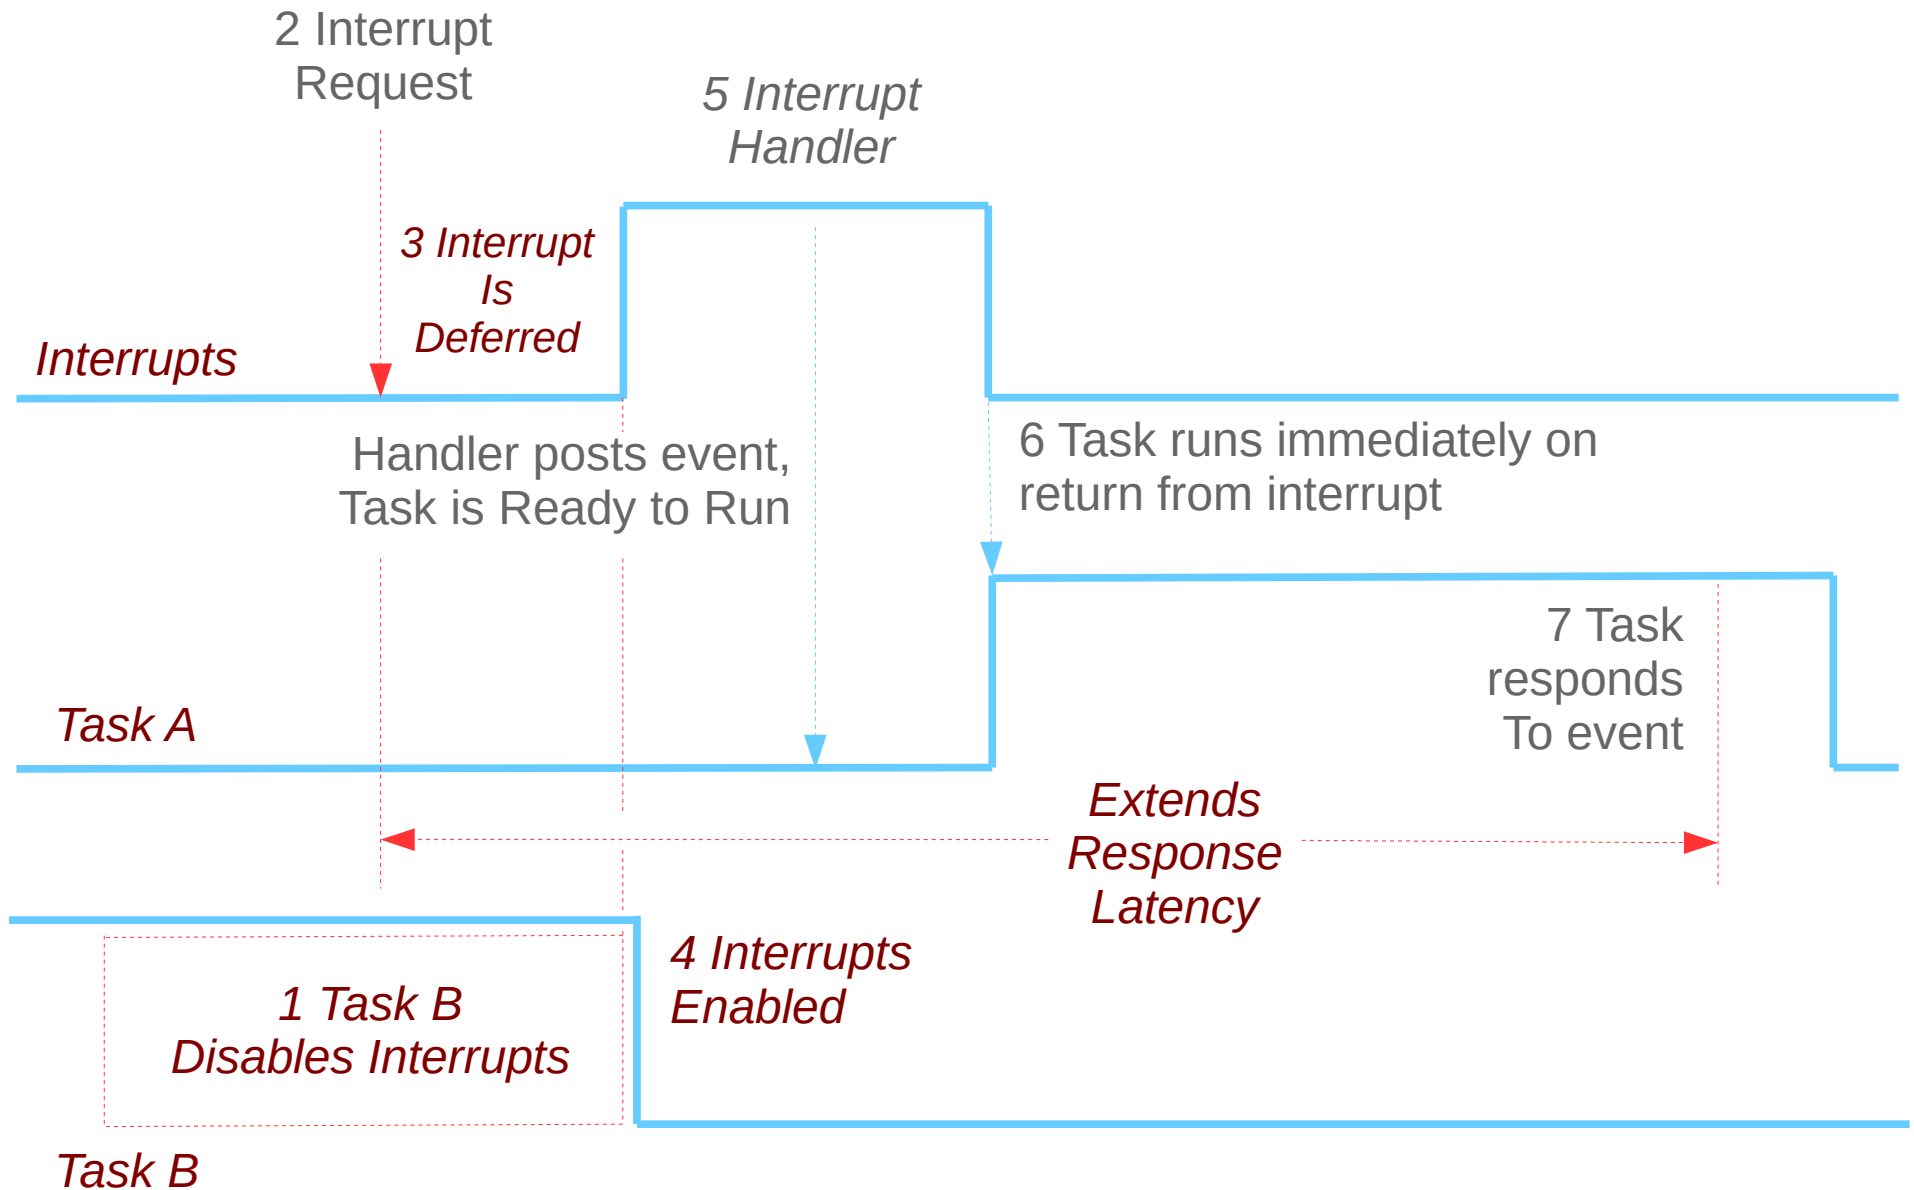 2 Interrupt
Request
5 Interrupt
Handler
3 Interrupt
Is
Deferred
Interrupts
Handler posts event,
Task is Ready to Run
6 Task runs immediately on
return from interrupt
7 Task
responds
To event
Task A
Extends
Response
Latency
4 Interrupts
Enabled
1 Task B
Disables Interrupts
Task B